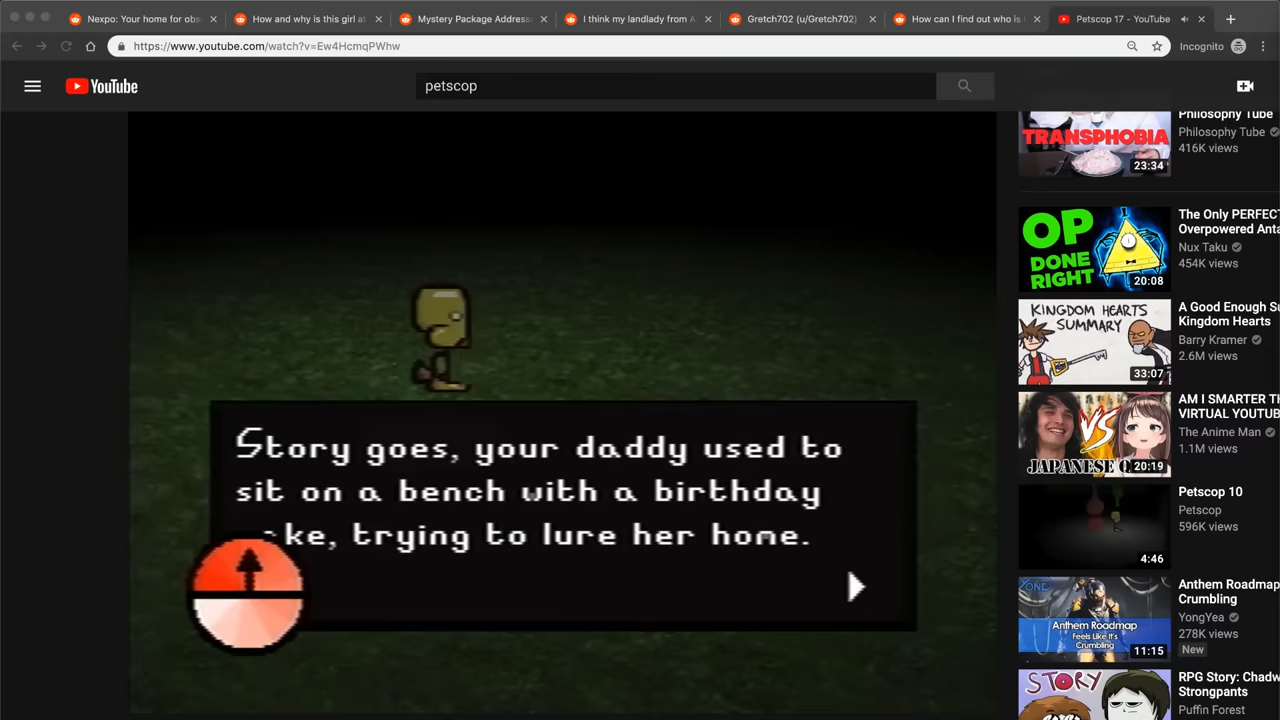 Nexpo: Your home for obs
How and why is this girl at
Mystery Package Address
I think my landlady from A
Gretch702 (u/Gretch702)
How can I find out who is
Petscop 17 - YouTube
https://www.youtube.com/watch?v=Ew4HcmqPWhw
Incognito
YouTube
petscop
Story goes, your daddy used to
sit on a bench with a birthday
ke, trying to lure her home.
TRANSPHOBIA
23:34
Philosophy Tube
Philosophy Tube
416K views
OP
DONE
RIGHT
20:08
The Only PERFEC
Overpowered Anta
Nux Taku
454K views
KINGDOM HEARTS
SUMMARY
33:07
A Good Enough Su
Kingdom Hearts
Barry Kramer
2.6M views
VS
JAPANESE Q
20:19
AM I SMARTER TH
VIRTUAL YOUTUB
The Anime Man
1.1M views
4:46
Petscop 10
Petscop
596K views
YONG
Anthem Roadmap
Feels Like It's
Crumbling
11:15
Anthem Roadmap
Crumbling
YongYea
278K views
New
STORY
RPG Story: Chadw
Strongpants
Puffin Forest